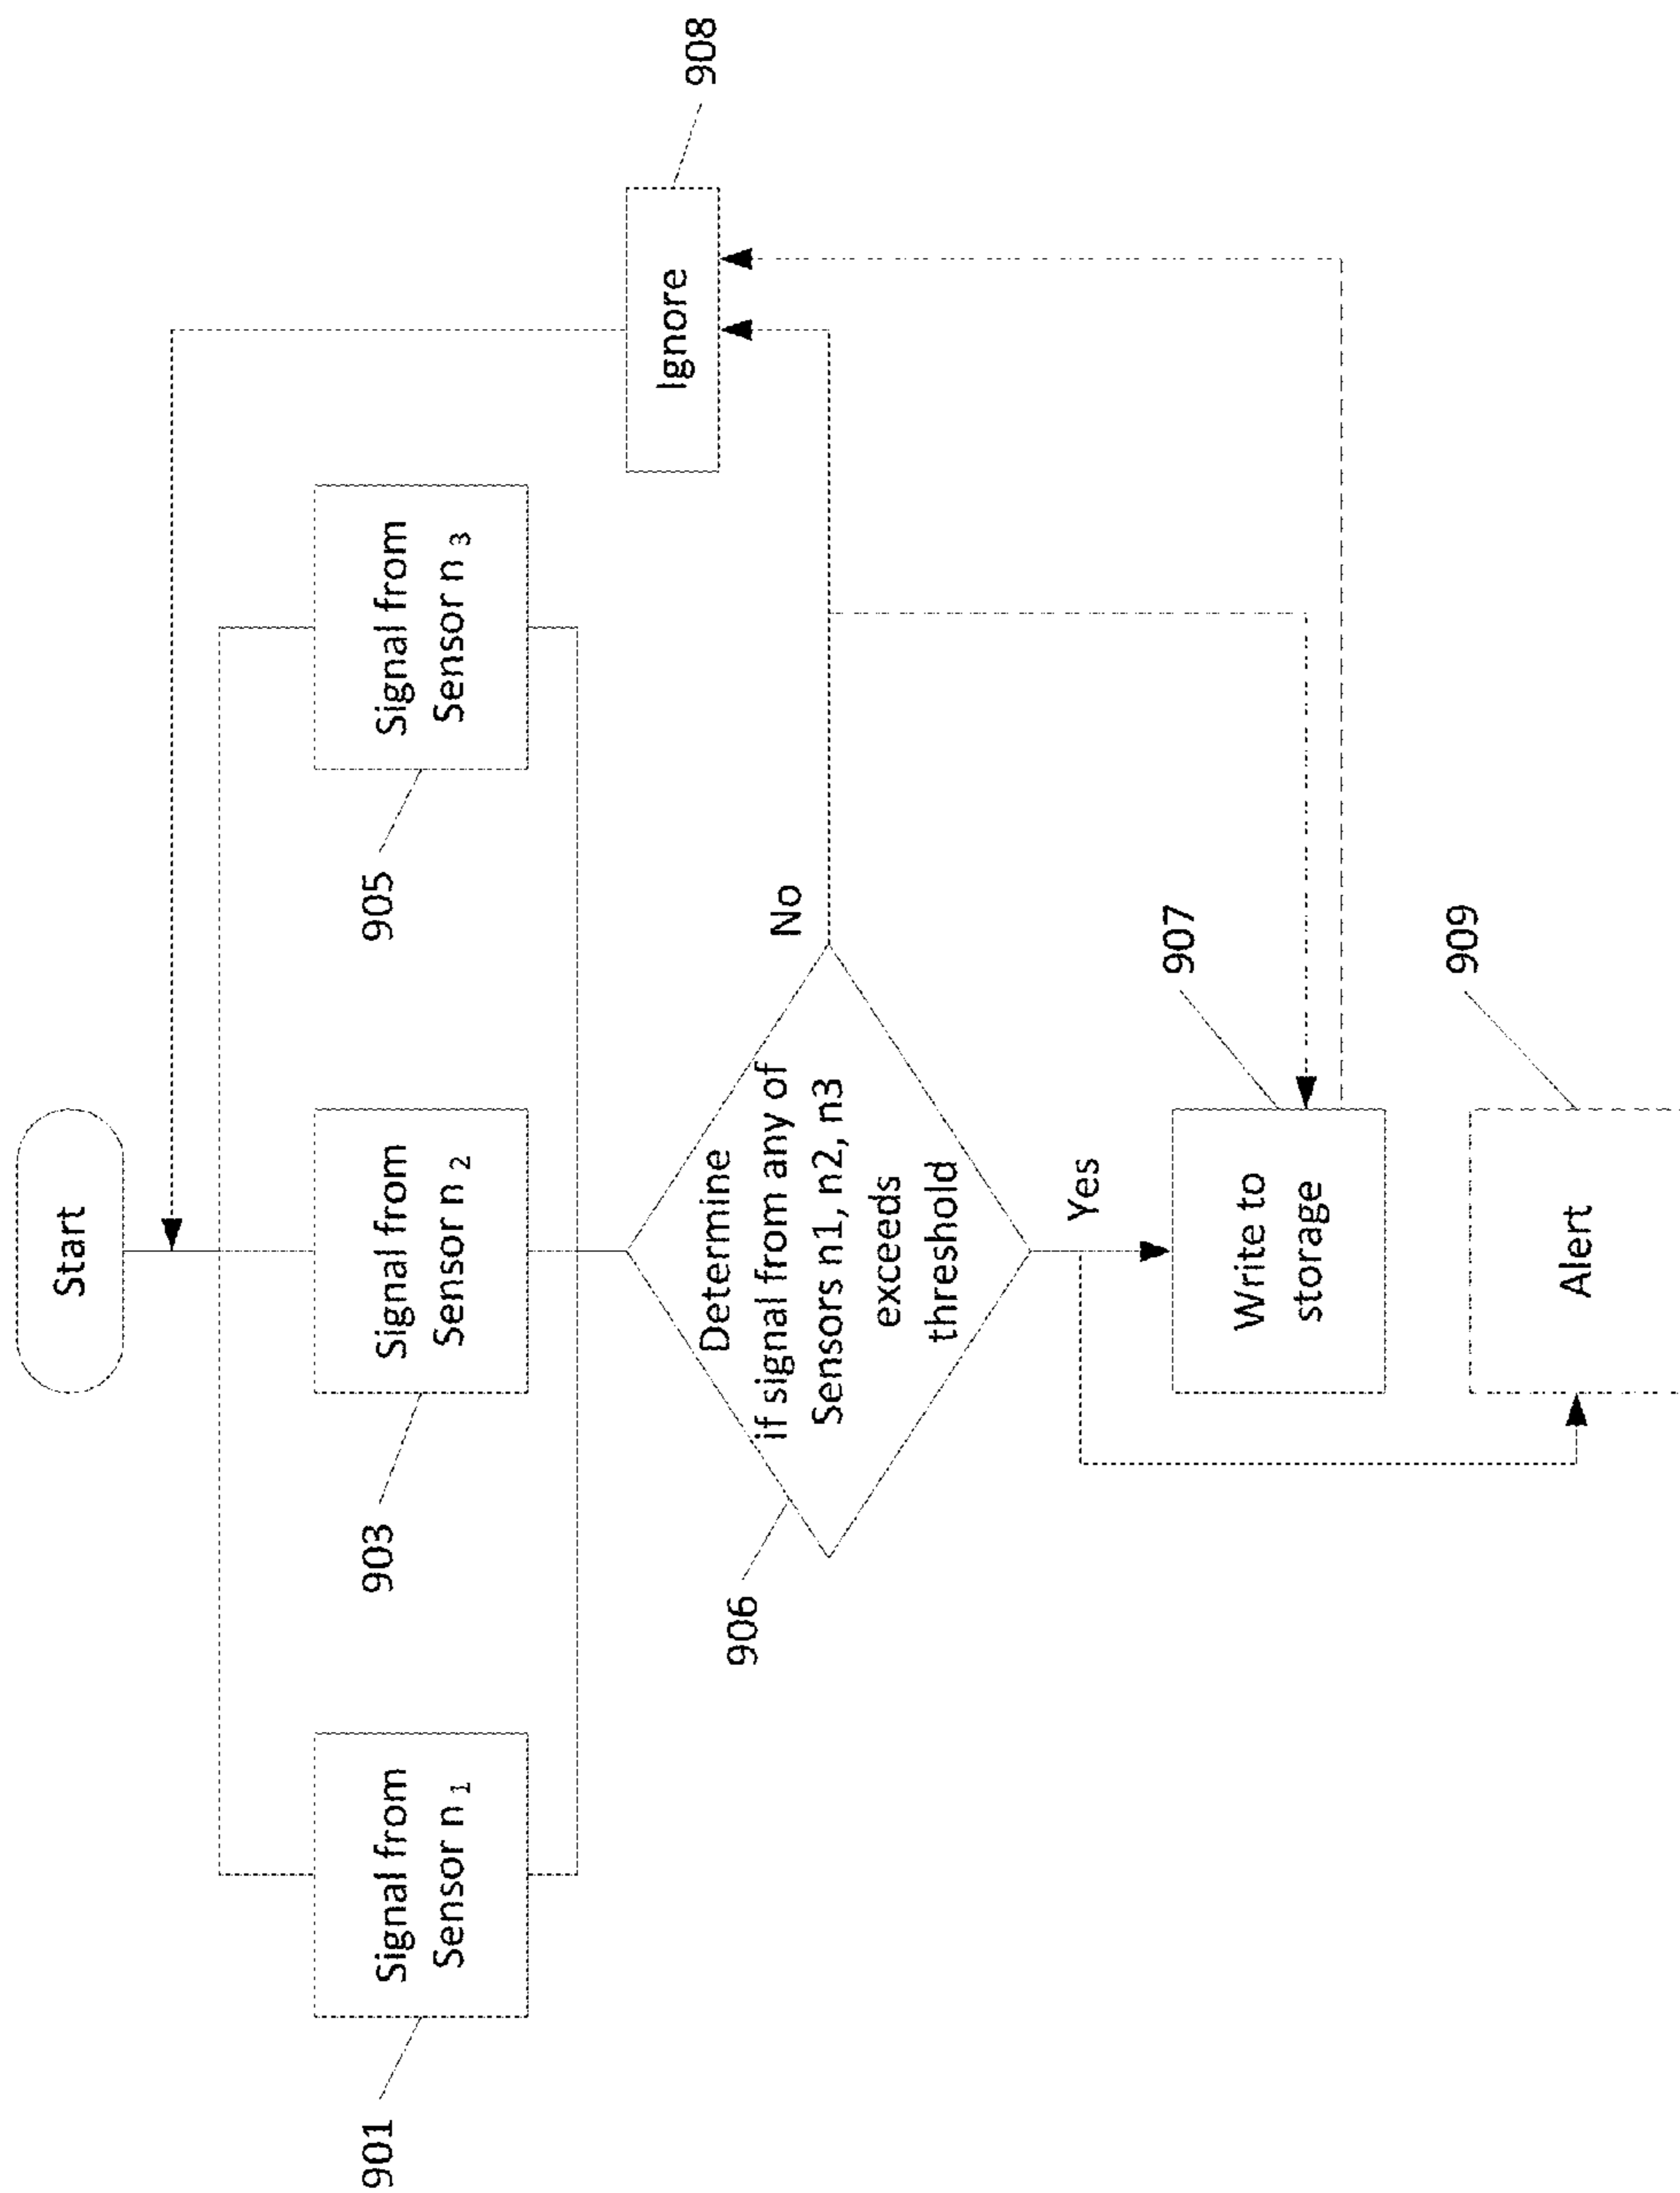 Start
Signal from
Sensor n 1
901
Signal from
Sensor n 2
903
Signal from
Sensor n 3
905
Determine
if signal from any of
Sensors n1, n2, n3
exceeds
threshold
906
No
Ignore
908
Yes
Write to
storage
907
Alert
909